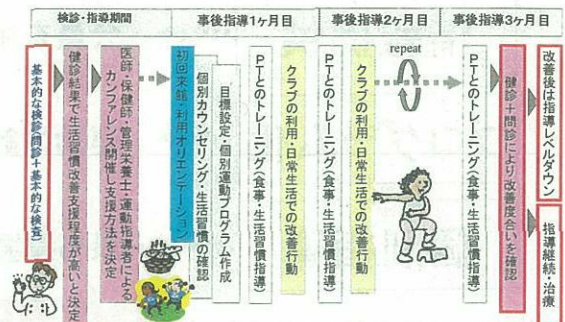 検診・指導期間
事後指導1ヶ月目
事後指導2ヶ月目
事後指導3ヶ月目
基本的な検診(問診+基本的な検査)
健診結果で生活習慣改善支援程度が高いと決定
医師・保健師・管理栄養士・運動指導者による
カンファレンス開催し支援方法を決定
初回来館・利用オリエンテーション
個別カウンセリング・生活習慣の確認
目標設定・個別運動プログラム作成
PTとのトレーニング(食事・生活習慣指導)
クラブの利用・日常生活での改善行動
PTとのトレーニング(食事・生活習慣指導)
クラブの利用・日常生活での改善行動
repeat
PTとのトレーニング(食事・生活習慣指導)
健診+問診により改善度合いを確認
改善後は指導レベルダウン
指導継続・治療